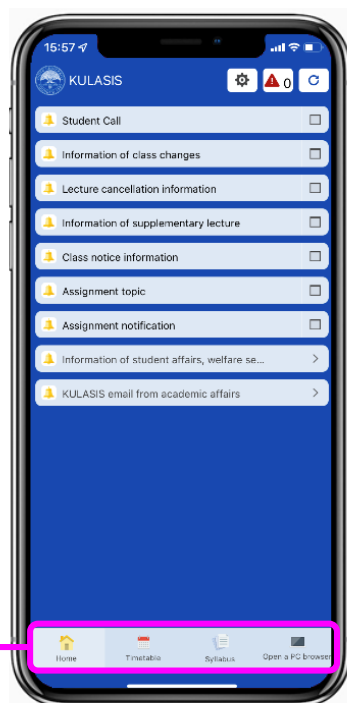 15:57
KULASIS
0
Student Call
Information of class changes
Lecture cancellation information
Information of supplementary lecture
Class notice information
Assignment topic
Assignment notification
Information of student affairs, welfare se...
KULASIS email from academic affairs
Home Timetable Syllabus Open a PC browser